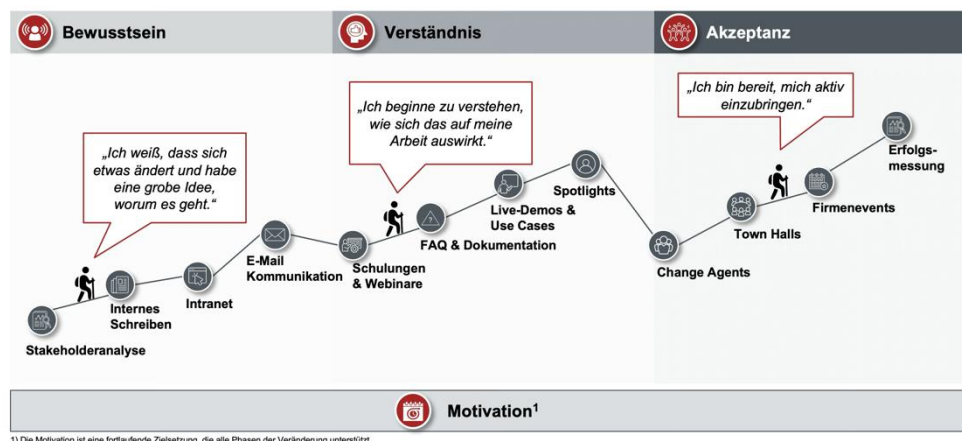 Bewusstsein
Verständnis
Akzeptanz
„Ich weiß, dass sich
etwas ändert und habe
eine grobe Idee,
worum es geht.“
„Ich beginne zu verstehen,
wie sich das auf meine
Arbeit auswirkt.“
„Ich bin bereit, mich aktiv
einzubringen.“
Stakeholderanalyse
Internes
Schreiben
Intranet
E-Mail
Kommunikation
Schulungen
& Webinare
FAQ & Dokumentation
Live-Demos &
Use Cases
Spotlights
Change Agents
Town Halls
Firmenevents
Erfolgs-
messung
Motivation¹
1) Die Motivation ist eine fortlaufende Zielsetzung, die alle Phasen der Veränderung unterstützt